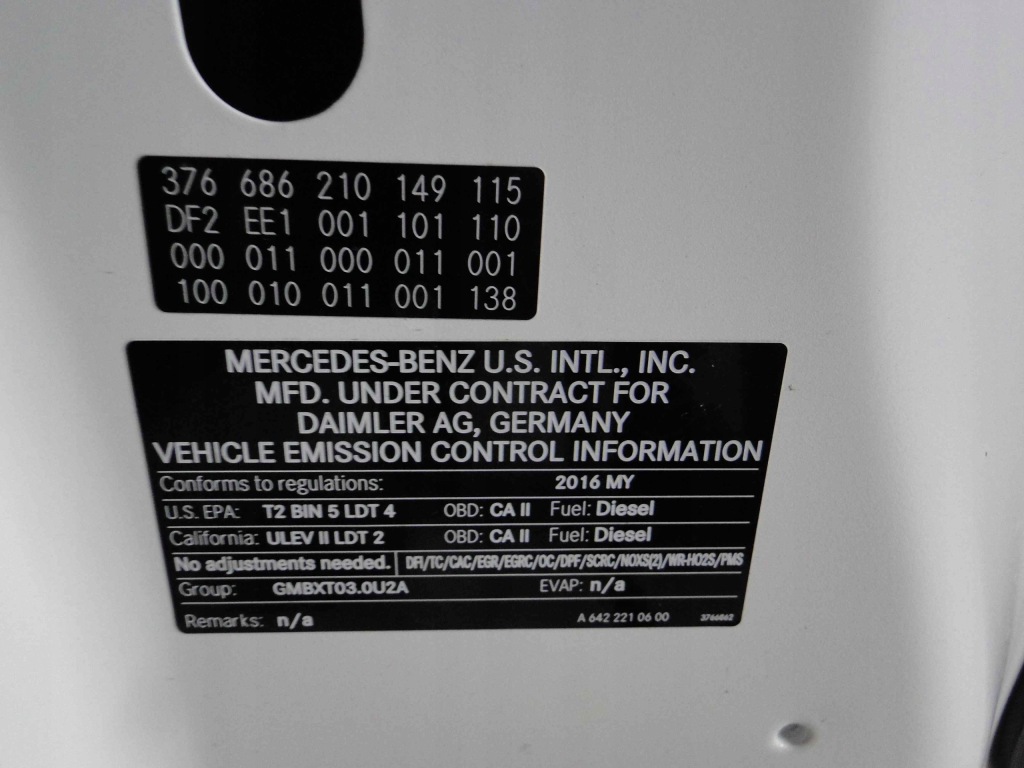 376 686 210 149 115
DF2 EE1 001 101 110
000 011 000 011 001
100 010 011 001 138
MERCEDES-BENZ U.S. INTL., INC.
MFD. UNDER CONTRACT FOR
DAIMLER AG, GERMANY
VEHICLE EMISSION CONTROL INFORMATION
Conforms to regulations: 2016 MY
U.S. EPA: T2 BIN 5 LDT 4 OBD: CA II Fuel: Diesel
California: ULEV II LDT 2 OBD: CA II Fuel: Diesel
No adjustments needed. DFI/TC/CAC/EGR/EGRC/OC/DPF/SCRC/NOXS(2)/WR-HO2S/PMS
Group: GMBXT03.0U2A EVAP: n/a
Remarks: n/a A 642 221 06 00 3766862